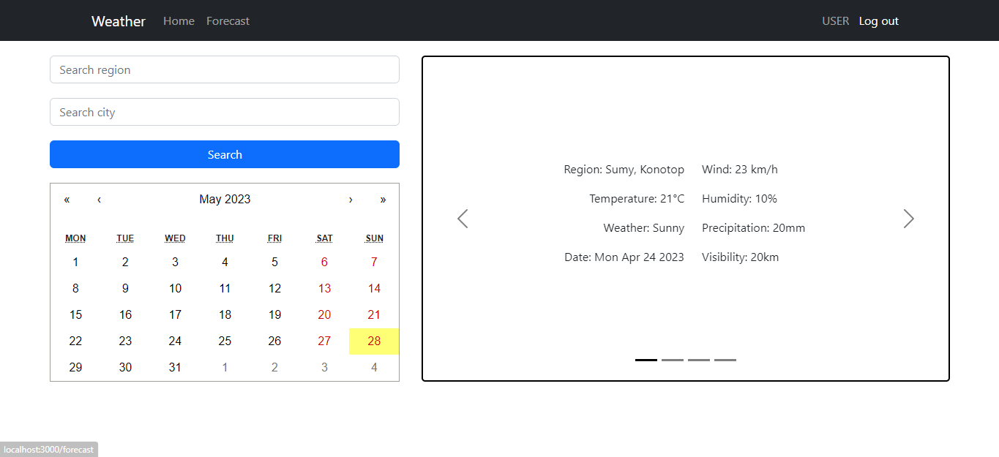 Weather Home Forecast USER Log out
Search region
Search city
Search
« ‹ May 2023 › »
MON TUE WED THU FRI SAT SUN
1 2 3 4 5 6 7
8 9 10 11 12 13 14
15 16 17 18 19 20 21
22 23 24 25 26 27 28
29 30 31 1 2 3 4
Region: Sumy, Konotop Wind: 23 km/h
Temperature: 21°C Humidity: 10%
Weather: Sunny Precipitation: 20mm
Date: Mon Apr 24 2023 Visibility: 20km
localhost:3000/forecast